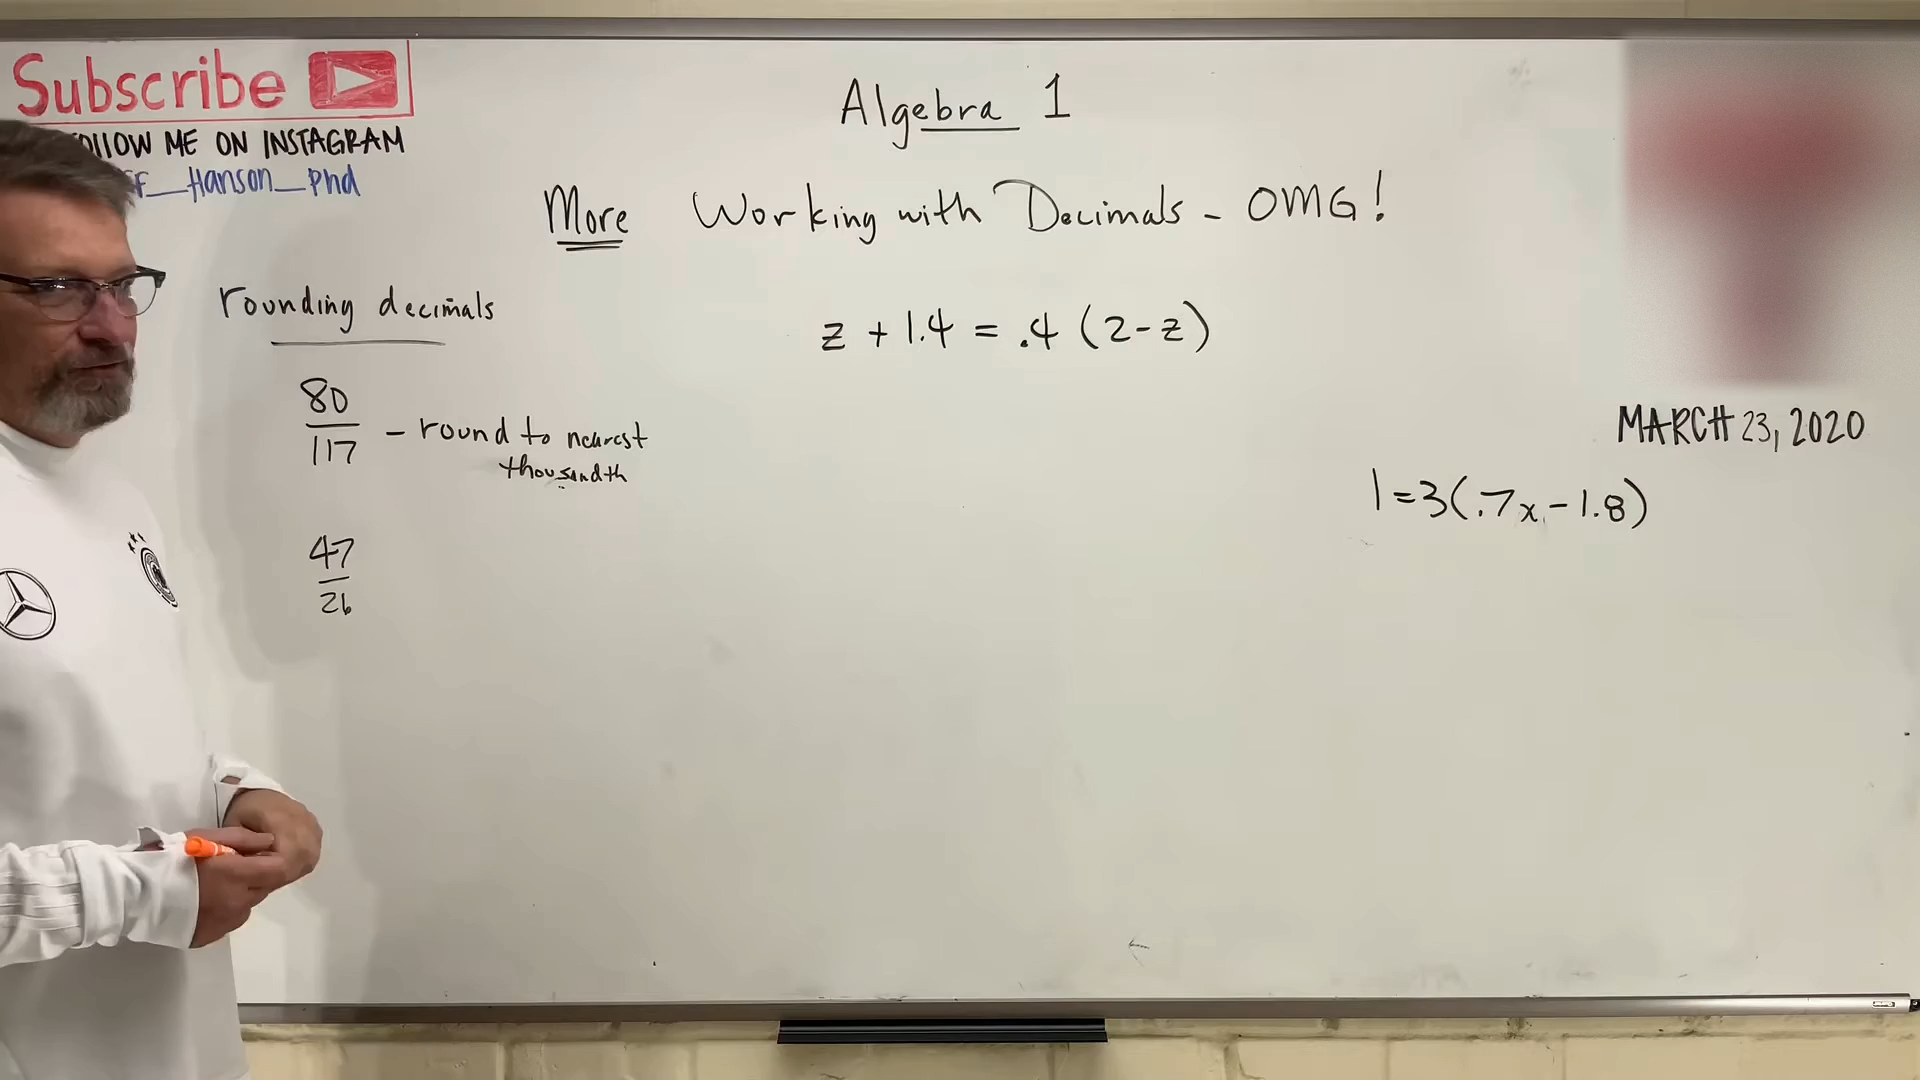 Subscribe
FOLLOW ME ON INSTAGRAM
Hanson_Phd
Algebra 1
More Working with Decimals - OMG!
rounding decimals
80
117 - round to nearest
thousandth
47
26
z + 1.4 = .4 (2-z)
MARCH 23, 2020
1=3(.7x-1.8)